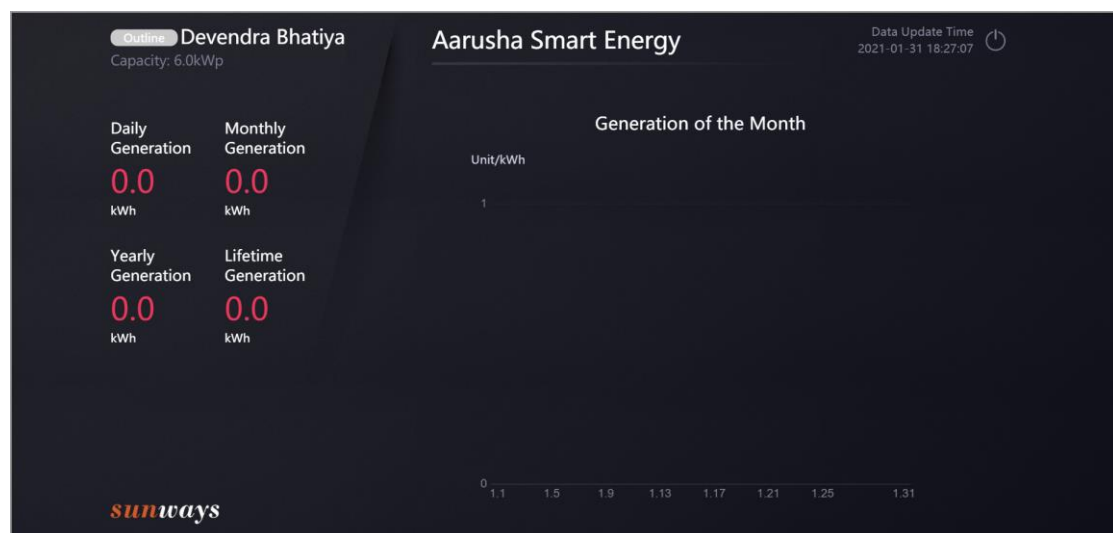 Outline Devendra Bhatiya
Capacity: 6.0kWp
Aarusha Smart Energy
Data Update Time
2021-01-31 18:27:07
Daily Generation
0.0
kWh
Monthly Generation
0.0
kWh
Yearly Generation
0.0
kWh
Lifetime Generation
0.0
kWh
Generation of the Month
Unit/kWh
1
0
1.1 1.5 1.9 1.13 1.17 1.21 1.25 1.31
sunways